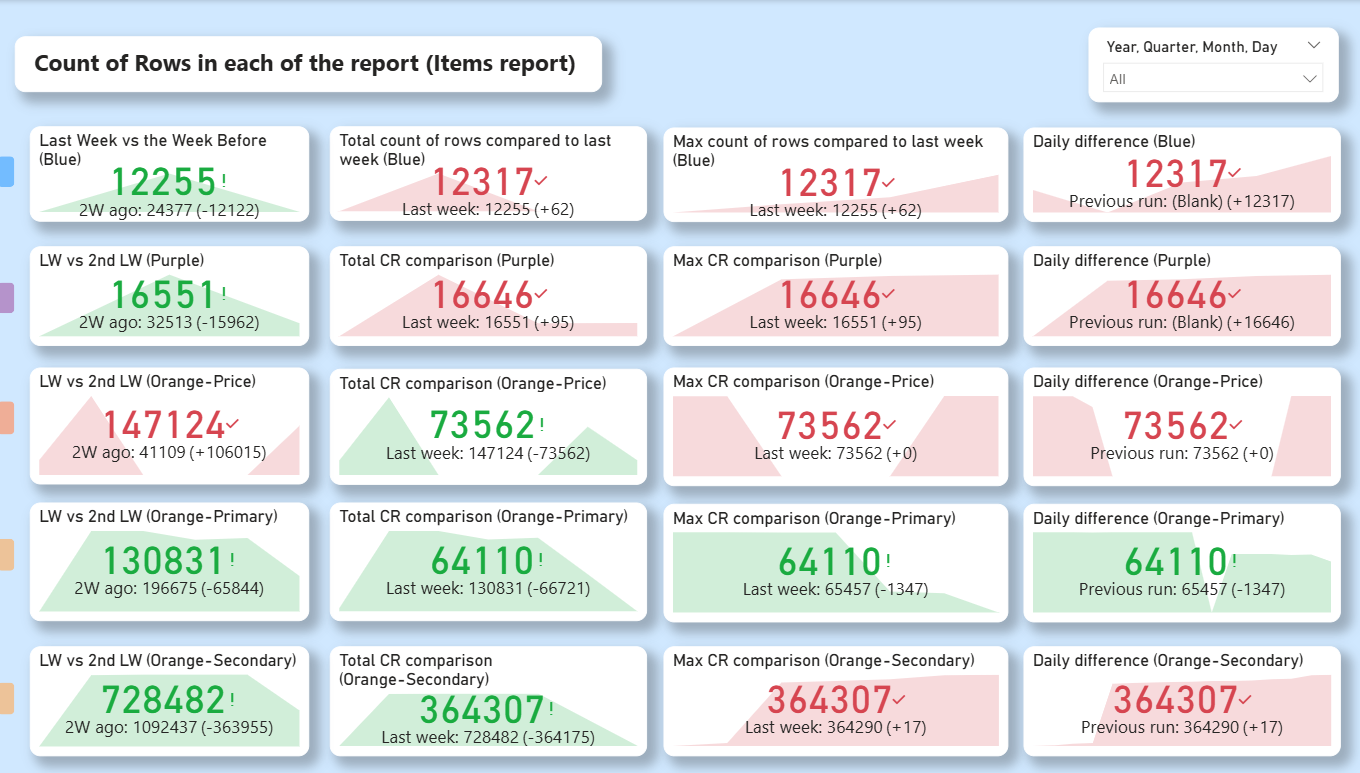 Count of Rows in each of the report (Items report)
Year, Quarter, Month, Day
All
Last Week vs the Week Before
(Blue)
12255!
2W ago: 24377 (-12122)
Total count of rows compared to last
week (Blue)
12317
Last week: 12255 (+62)
Max count of rows compared to last week
(Blue)
12317
Last week: 12255 (+62)
Daily difference (Blue)
12317
Previous run: (Blank) (+12317)
LW vs 2nd LW (Purple)
16551!
2W ago: 32513 (-15962)
Total CR comparison (Purple)
16646
Last week: 16551 (+95)
Max CR comparison (Purple)
16646
Last week: 16551 (+95)
Daily difference (Purple)
16646
Previous run: (Blank) (+16646)
LW vs 2nd LW (Orange-Price)
147124
2W ago: 41109 (+106015)
Total CR comparison (Orange-Price)
73562!
Last week: 147124 (-73562)
Max CR comparison (Orange-Price)
73562
Last week: 73562 (+0)
Daily difference (Orange-Price)
73562
Previous run: 73562 (+0)
LW vs 2nd LW (Orange-Primary)
130831!
2W ago: 196675 (-65844)
Total CR comparison (Orange-Primary)
64110!
Last week: 130831 (-66721)
Max CR comparison (Orange-Primary)
64110!
Last week: 65457 (-1347)
Daily difference (Orange-Primary)
64110!
Previous run: 65457 (-1347)
LW vs 2nd LW (Orange-Secondary)
728482!
2W ago: 1092437 (-363955)
Total CR comparison
(Orange-Secondary)
364307!
Last week: 728482 (-364175)
Max CR comparison (Orange-Secondary)
364307
Last week: 364290 (+17)
Daily difference (Orange-Secondary)
364307
Previous run: 364290 (+17)